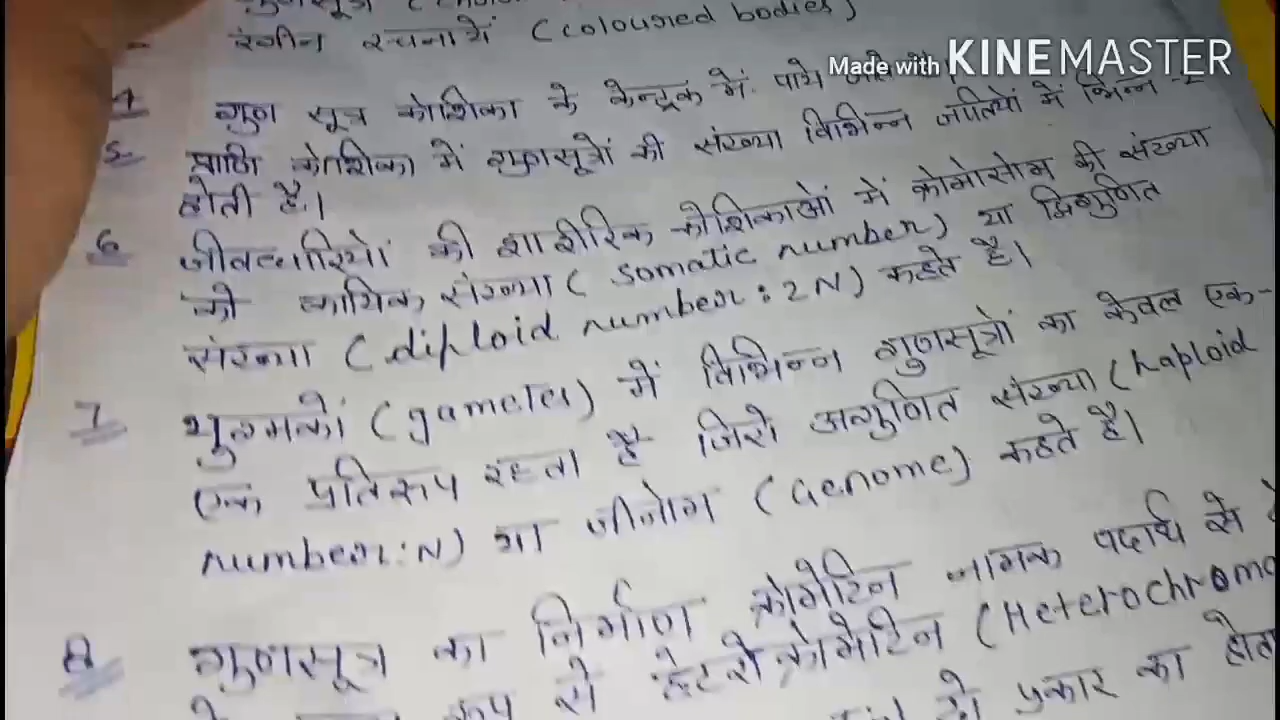 गुणसूत्र
रंगीन रचनायें (coloured bodies)
Made with KINEMASTER
4 गुण सूत्र कोशिका के केन्द्रक में पाये जाते
5 प्राणि कोशिका में गुणसूत्रों की संख्या विभिन्न जातियों में भिन्न-2
होती है।
6 जीवधारियों की शारीरिक कोशिकाओं में क्रोमोसोम की संख्या
को कायिक संख्या (somatic number) या द्विगुणित
संख्या (diploid number: 2N) कहते है।
7 युग्मकों (gametes) में विभिन्न गुणसूत्रों का केवल एक-
एक प्रतिरूप रहता है जिसे अगुणित संख्या (haploid
number: N) या जीनोम (Genome) कहते है।
8 गुणसूत्र का निर्माण क्रोमेटिन नामक पदार्थ से
रूप से हेटरोक्रोमेटिन (Heterochroma
दो प्रकार का होता